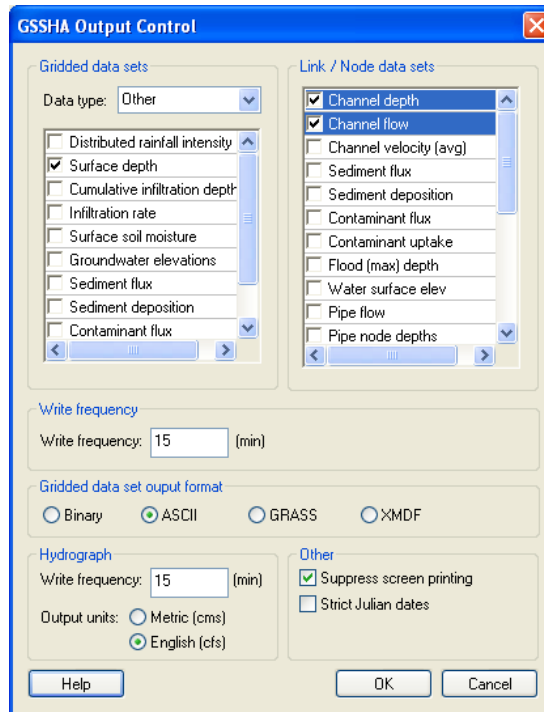 GSSHA Output Control
Gridded data sets
Data type: Other
Distributed rainfall intensity
Surface depth
Cumulative infiltration depth
Infiltration rate
Surface soil moisture
Groundwater elevations
Sediment flux
Sediment deposition
Contaminant flux
Link / Node data sets
Channel depth
Channel flow
Channel velocity (avg)
Sediment flux
Sediment deposition
Contaminant flux
Contaminant uptake
Flood (max) depth
Water surface elev
Pipe flow
Pipe node depths
Write frequency
Write frequency: 15 (min)
Gridded data set ouput format
Binary ASCII GRASS XMDF
Hydrograph
Write frequency: 15 (min)
Output units: Metric (cms)
English (cfs)
Other
Suppress screen printing
Strict Julian dates
Help OK Cancel